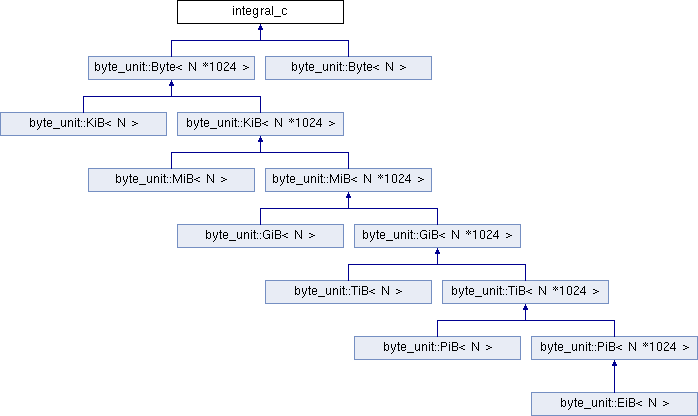 integral_c
byte_unit::Byte< N *1024 >
byte_unit::Byte< N >
byte_unit::KiB< N >
byte_unit::KiB< N *1024 >
byte_unit::MiB< N >
byte_unit::MiB< N *1024 >
byte_unit::GiB< N >
byte_unit::GiB< N *1024 >
byte_unit::TiB< N >
byte_unit::TiB< N *1024 >
byte_unit::PiB< N >
byte_unit::PiB< N *1024 >
byte_unit::EiB< N >